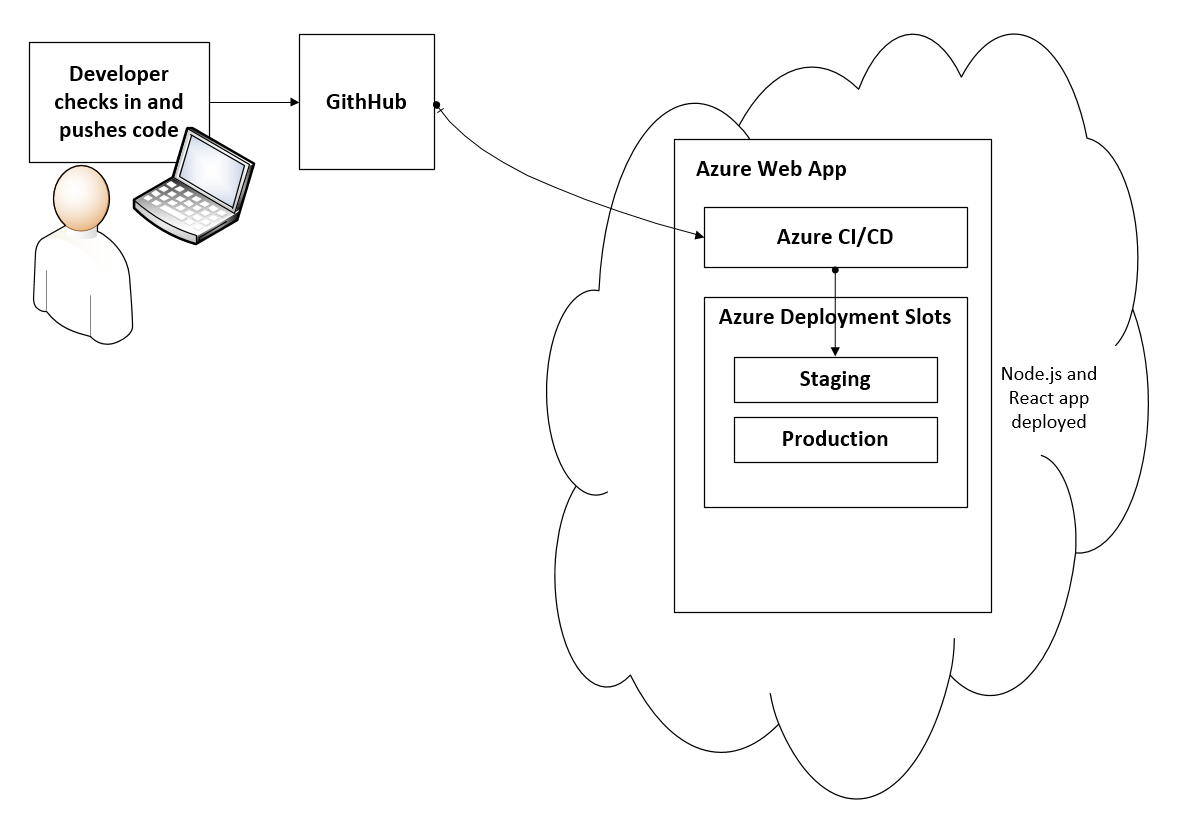 Developer
checks in and
pushes code
GithHub
Azure Web App
Azure CI/CD
Azure Deployment Slots
Staging
Production
Node.js and
React app
deployed